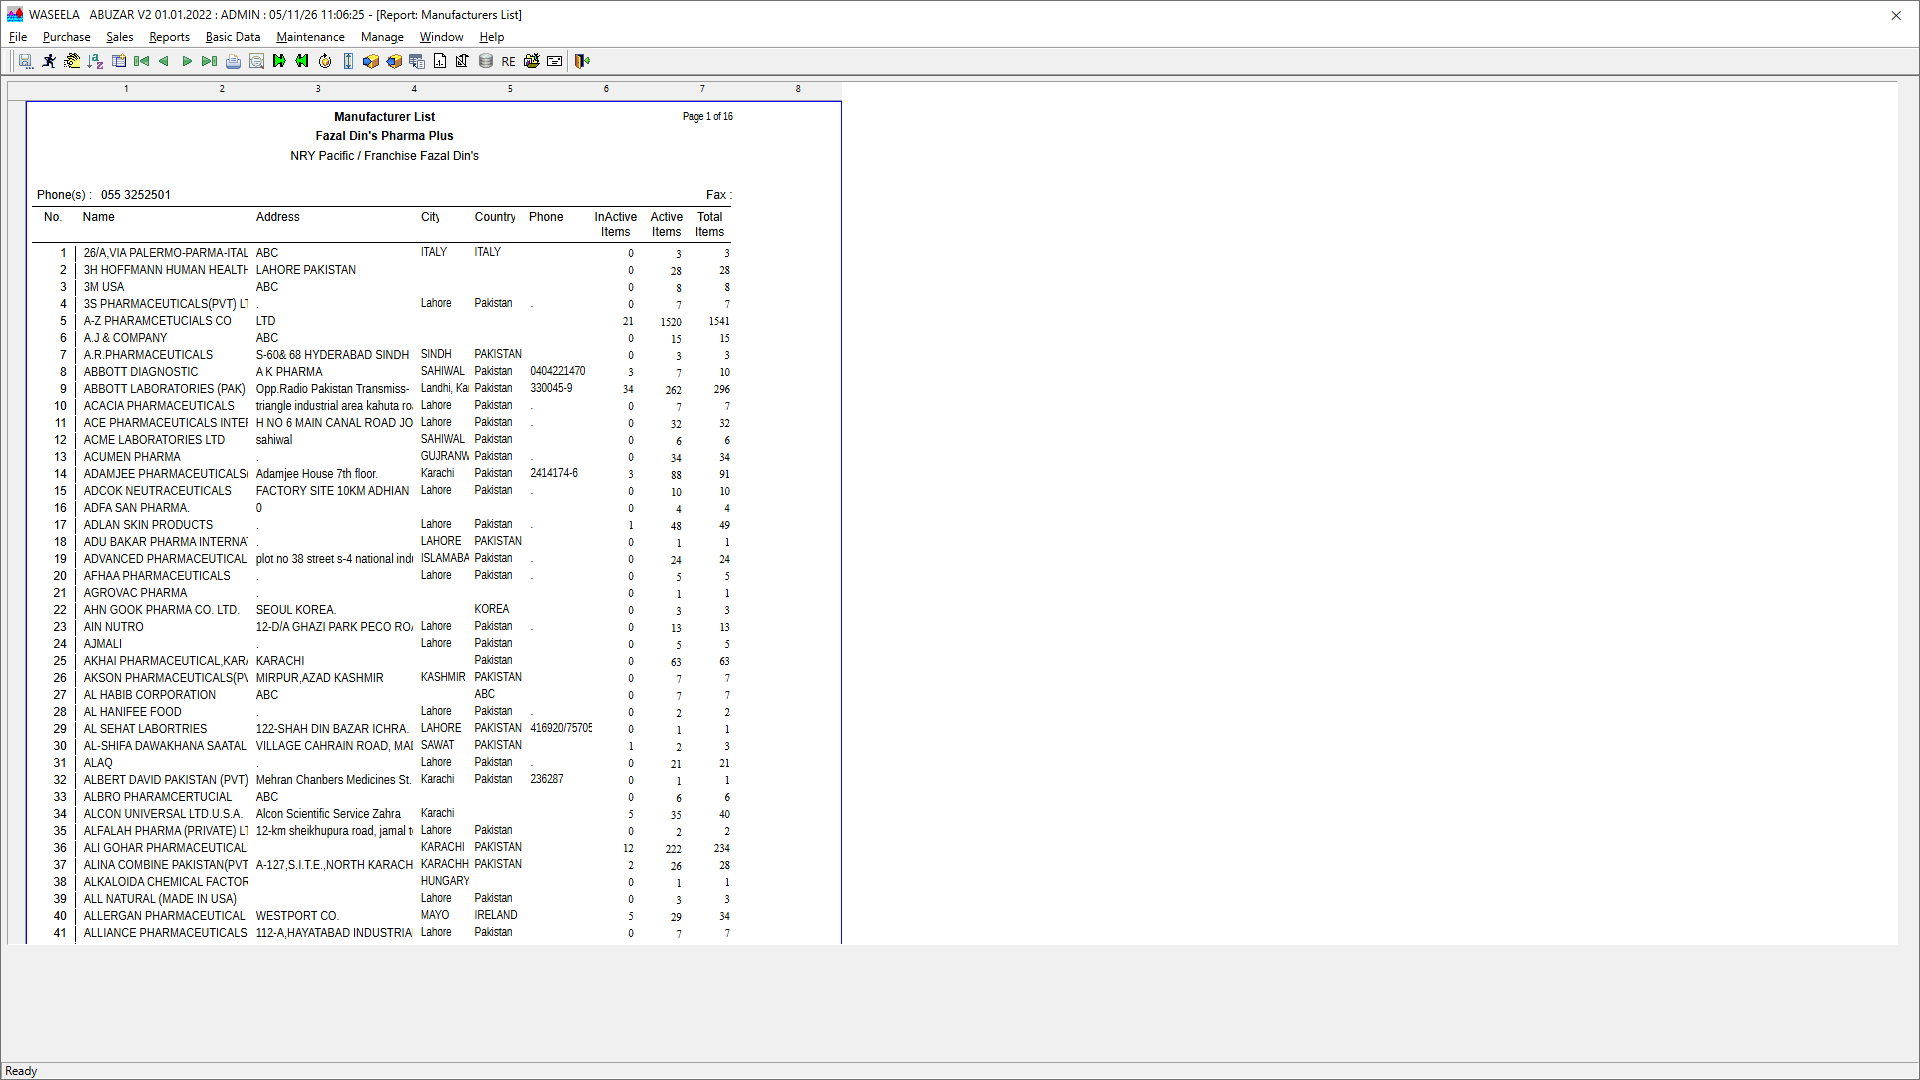 WASEELA ABUZAR V2 01.01.2022 : ADMIN : 05/11/26 11:06:25 - [Report: Manufacturers List]
File Purchase Sales Reports Basic Data Maintenance Manage Window Help
RE
1 2 3 4 5 6 7 8
Manufacturer List Page 1 of 16
Fazal Din's Pharma Plus
NRY Pacific / Franchise Fazal Din's
Phone(s) : 055 3252501 Fax :
No. Name Address City Country Phone InActive Items Active Items Total Items
1 26/A,VIA PALERMO-PARMA-ITAL ABC ITALY ITALY 0 3 3
2 3H HOFFMANN HUMAN HEALTH LAHORE PAKISTAN 0 28 28
3 3M USA ABC 0 8 8
4 3S PHARMACEUTICALS(PVT) LT . Lahore Pakistan . 0 7 7
5 A-Z PHARAMCETUCIALS CO LTD 21 1520 1541
6 A.J & COMPANY ABC 0 15 15
7 A.R.PHARMACEUTICALS S-60& 68 HYDERABAD SINDH SINDH PAKISTAN 0 3 3
8 ABBOTT DIAGNOSTIC A K PHARMA SAHIWAL Pakistan 0404221470 3 7 10
9 ABBOTT LABORATORIES (PAK) Opp.Radio Pakistan Transmiss- Landhi, Kar Pakistan 330045-9 34 262 296
10 ACACIA PHARMACEUTICALS triangle industrial area kahuta ro Lahore Pakistan . 0 7 7
11 ACE PHARMACEUTICALS INTER H NO 6 MAIN CANAL ROAD JO Lahore Pakistan . 0 32 32
12 ACME LABORATORIES LTD sahiwal SAHIWAL Pakistan 0 6 6
13 ACUMEN PHARMA . GUJRANW Pakistan . 0 34 34
14 ADAMJEE PHARMACEUTICALS( Adamjee House 7th floor. Karachi Pakistan 2414174-6 3 88 91
15 ADCOK NEUTRACEUTICALS FACTORY SITE 10KM ADHIAN Lahore Pakistan . 0 10 10
16 ADFA SAN PHARMA. 0 0 4 4
17 ADLAN SKIN PRODUCTS . Lahore Pakistan . 1 48 49
18 ADU BAKAR PHARMA INTERNA . LAHORE PAKISTAN 0 1 1
19 ADVANCED PHARMACEUTICAL plot no 38 street s-4 national indu ISLAMABA Pakistan . 0 24 24
20 AFHAA PHARMACEUTICALS . Lahore Pakistan . 0 5 5
21 AGROVAC PHARMA . 0 1 1
22 AHN GOOK PHARMA CO. LTD. SEOUL KOREA. KOREA 0 3 3
23 AIN NUTRO 12-D/A GHAZI PARK PECO ROA Lahore Pakistan . 0 13 13
24 AJMALI . Lahore Pakistan 0 5 5
25 AKHAI PHARMACEUTICAL,KARA KARACHI Pakistan 0 63 63
26 AKSON PHARMACEUTICALS(PV MIRPUR,AZAD KASHMIR KASHMIR PAKISTAN 0 7 7
27 AL HABIB CORPORATION ABC ABC 0 7 7
28 AL HANIFEE FOOD . Lahore Pakistan . 0 2 2
29 AL SEHAT LABORTRIES 122-SHAH DIN BAZAR ICHRA. LAHORE PAKISTAN 416920/75705 0 1 1
30 AL-SHIFA DAWAKHANA SAATAL VILLAGE CAHRAIN ROAD, MAD SAWAT PAKISTAN 1 2 3
31 ALAQ . Lahore Pakistan . 0 21 21
32 ALBERT DAVID PAKISTAN (PVT) Mehran Chanbers Medicines St. Karachi Pakistan 236287 0 1 1
33 ALBRO PHARAMCERTUCIAL ABC 0 6 6
34 ALCON UNIVERSAL LTD.U.S.A. Alcon Scientific Service Zahra Karachi 5 35 40
35 ALFALAH PHARMA (PRIVATE) LT 12-km sheikhupura road, jamal t Lahore Pakistan 0 2 2
36 ALI GOHAR PHARMACEUTICAL KARACHI PAKISTAN 12 222 234
37 ALINA COMBINE PAKISTAN(PVT A-127,S.I.T.E.,NORTH KARACH KARACHH PAKISTAN 2 26 28
38 ALKALOIDA CHEMICAL FACTOR HUNGARY 0 1 1
39 ALL NATURAL (MADE IN USA) Lahore Pakistan 0 3 3
40 ALLERGAN PHARMACEUTICAL WESTPORT CO. MAYO IRELAND 5 29 34
41 ALLIANCE PHARMACEUTICALS 112-A,HAYATABAD INDUSTRIA Lahore Pakistan 0 7 7
Ready